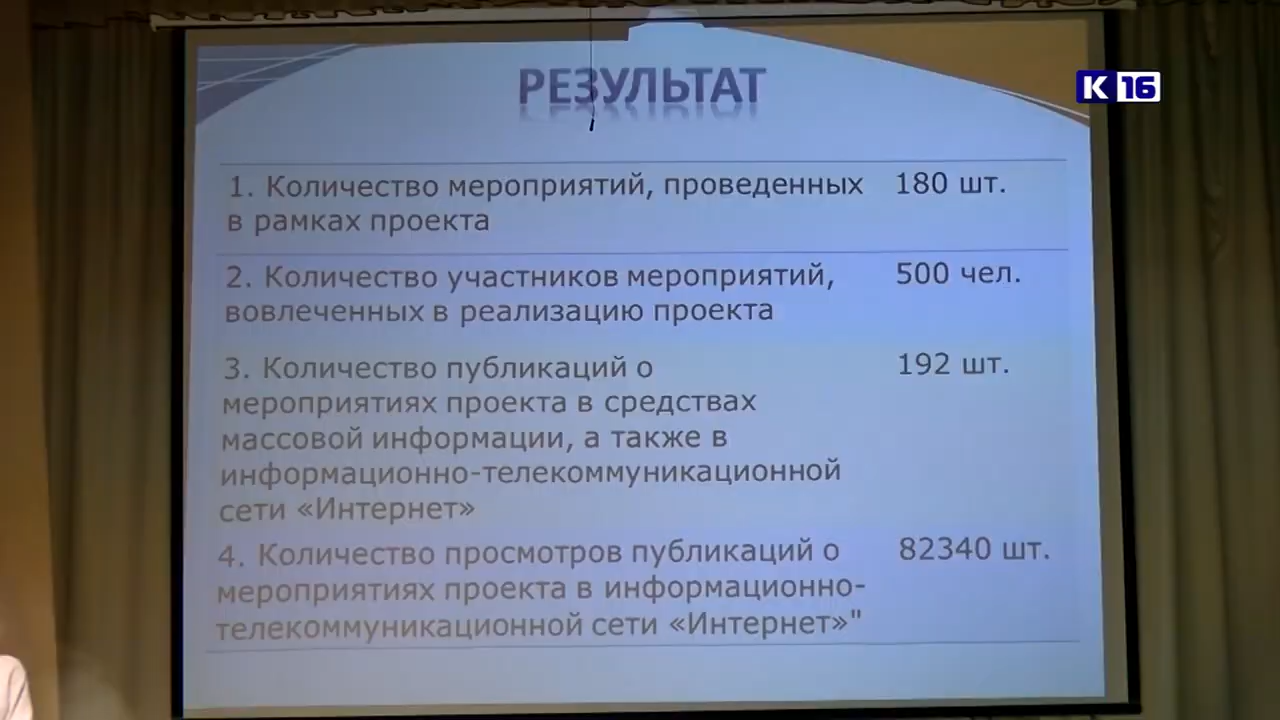 РЕЗУЛЬТАТ
К 16
1. Количество мероприятий, проведенных 180 шт.
в рамках проекта
2. Количество участников мероприятий, 500 чел.
вовлеченных в реализацию проекта
3. Количество публикаций о 192 шт.
мероприятиях проекта в средствах
массовой информации, а также в
информационно-телекоммуникационной
сети «Интернет»
4. Количество просмотров публикаций о 82340 шт.
мероприятиях проекта в информационно-
телекоммуникационной сети «Интернет»"